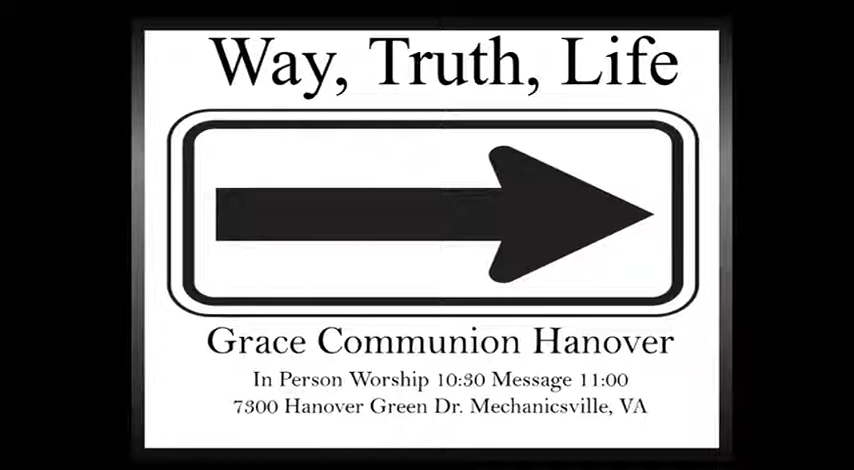 Way, Truth, Life
Grace Communion Hanover
In Person Worship 10:30 Message 11:00
7300 Hanover Green Dr. Mechanicsville, VA